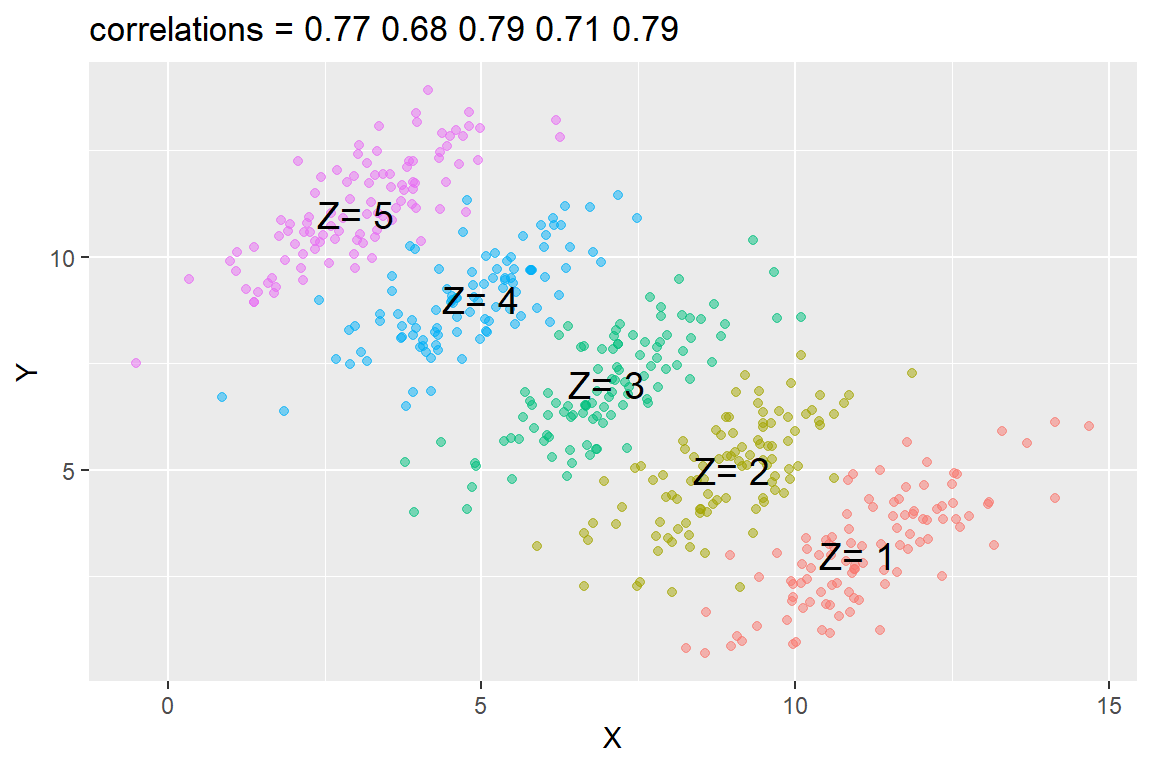 correlations = 0.77 0.68 0.79 0.71 0.79
Z= 5
10
Z= 4
Y
Z= 3
5
Z= 2
Z= 1
0 5 10 15
X